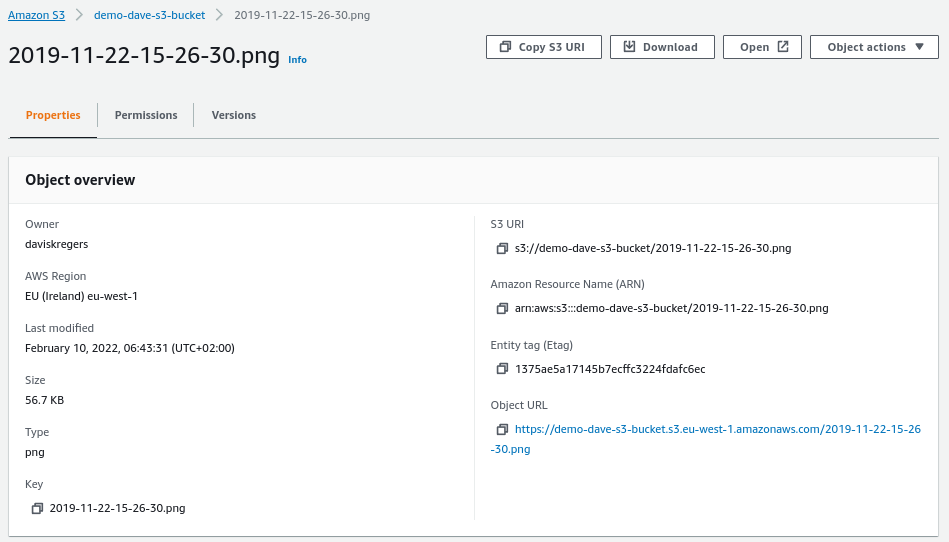 Amazon S3 > demo-dave-s3-bucket > 2019-11-22-15-26-30.png
2019-11-22-15-26-30.png Info
Copy S3 URI
Download
Open
Object actions
Properties
Permissions
Versions
Object overview
Owner
daviskregers
AWS Region
EU (Ireland) eu-west-1
Last modified
February 10, 2022, 06:43:31 (UTC+02:00)
Size
56.7 KB
Type
png
Key
2019-11-22-15-26-30.png
S3 URI
s3://demo-dave-s3-bucket/2019-11-22-15-26-30.png
Amazon Resource Name (ARN)
arn:aws:s3:::demo-dave-s3-bucket/2019-11-22-15-26-30.png
Entity tag (Etag)
1375ae5a17145b7ecffc3224fdafc6ec
Object URL
https://demo-dave-s3-bucket.s3.eu-west-1.amazonaws.com/2019-11-22-15-26
-30.png